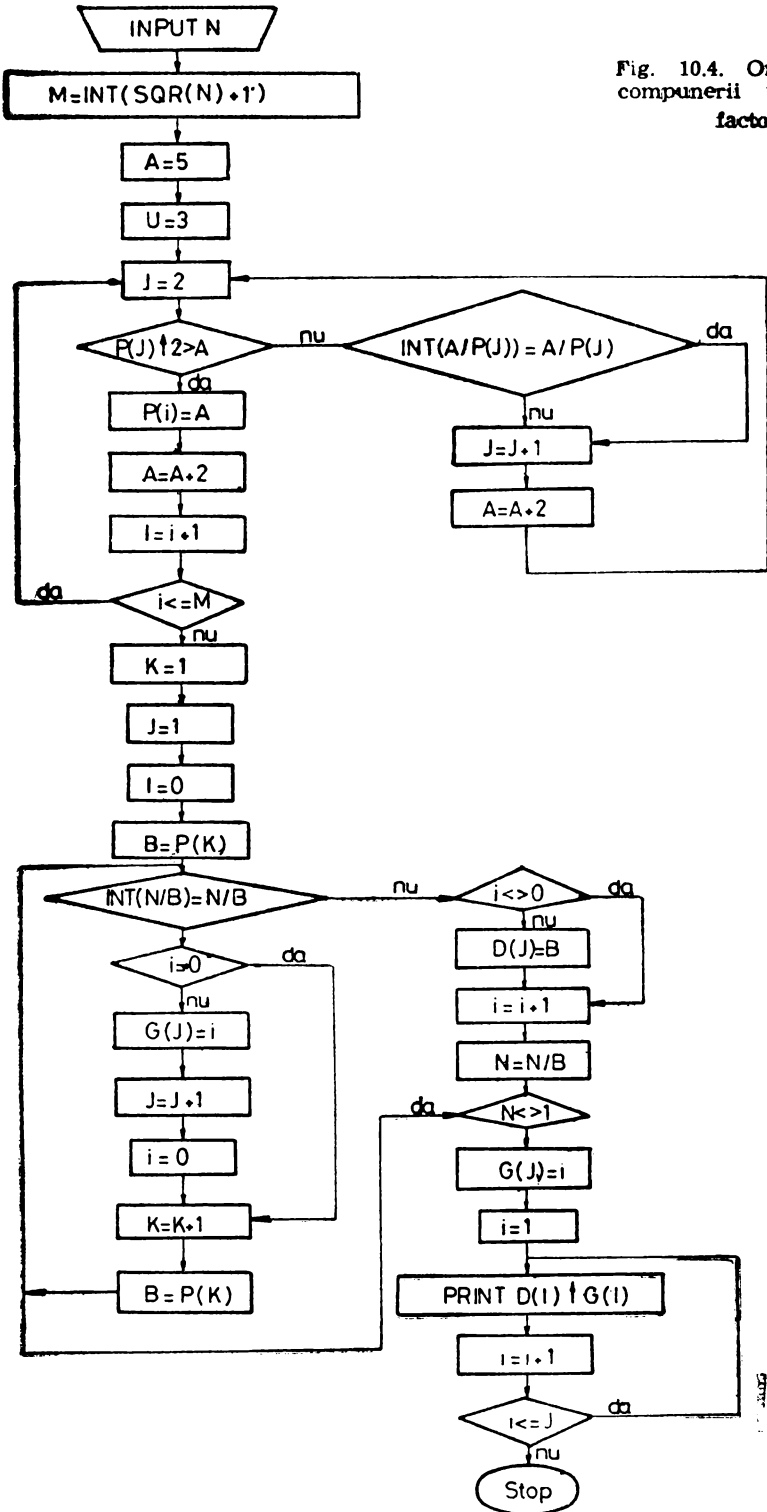 INPUT N
Fig. 10.4.
compunerii
M=INT(SQR(N)+1)
A=5
U=3
J=2
P(J)↑2>A
nu
INT(A/P(J))=A/P(J)
da
da
nu
P(i)=A
J=J+1
A=A+2
A=A+2
I=i+1
da
i<=M
nu
K=1
J=1
I=0
B=P(K)
INT(N/B)=N/B
nu
i<>0
da
nu
i=0
da
D(J)=B
nu
G(J)=i
i=i+1
N=N/B
J=J+1
da
N<>1
i=0
G(J)=i
K=K+1
i=1
B=P(K)
PRINT D(I)↑G(I)
i=i+1
i<=J
da
nu
Stop